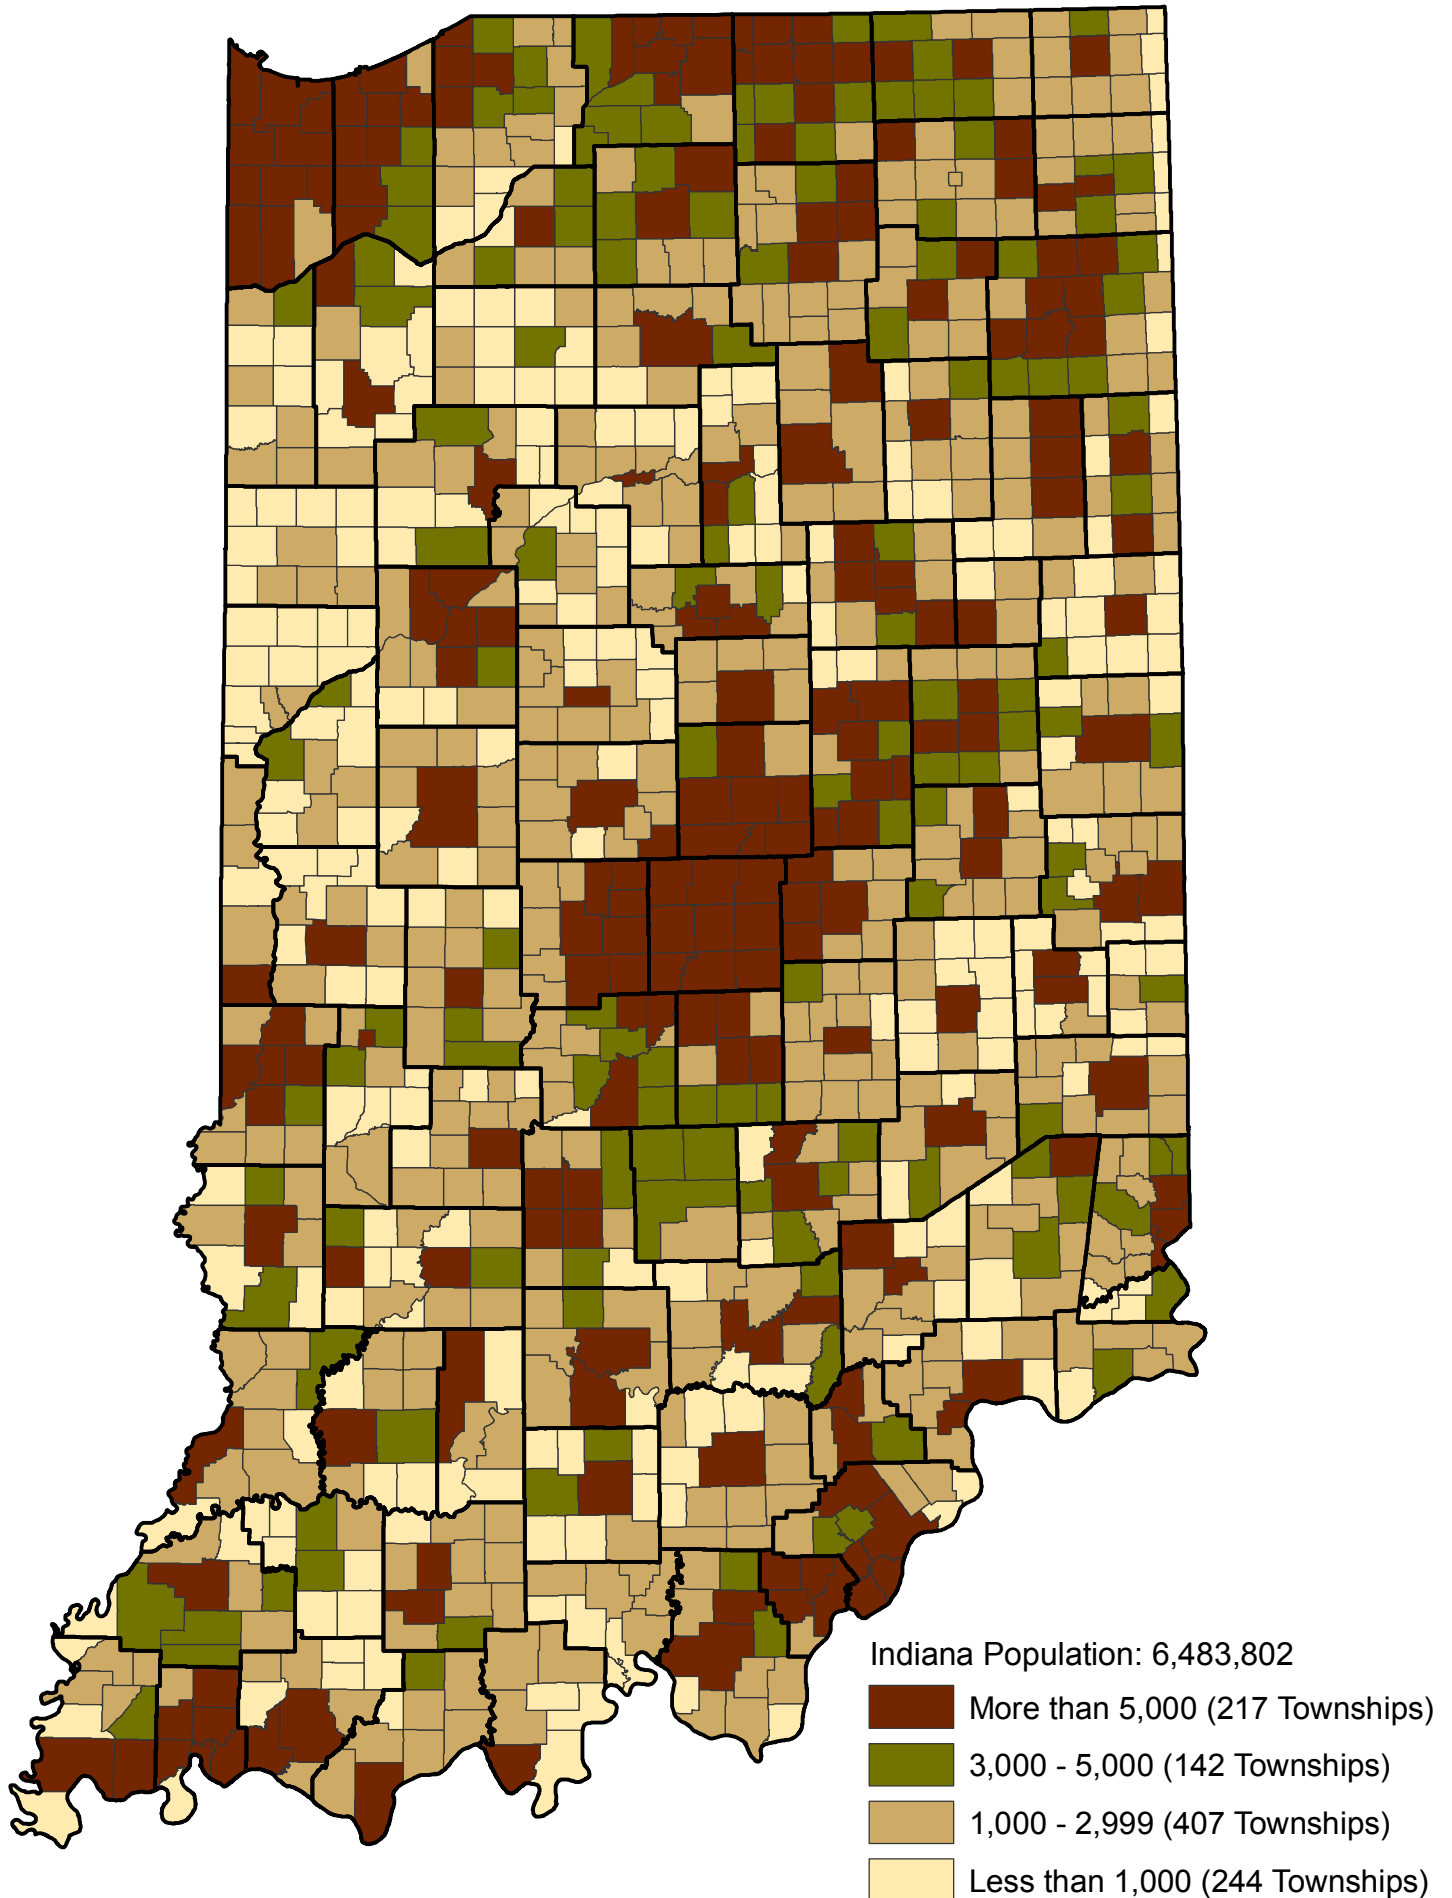 Indiana Population: 6,483,802
More than 5,000 (217 Townships)
3,000 - 5,000 (142 Townships)
1,000 - 2,999 (407 Townships)
Less than 1,000 (244 Townships)